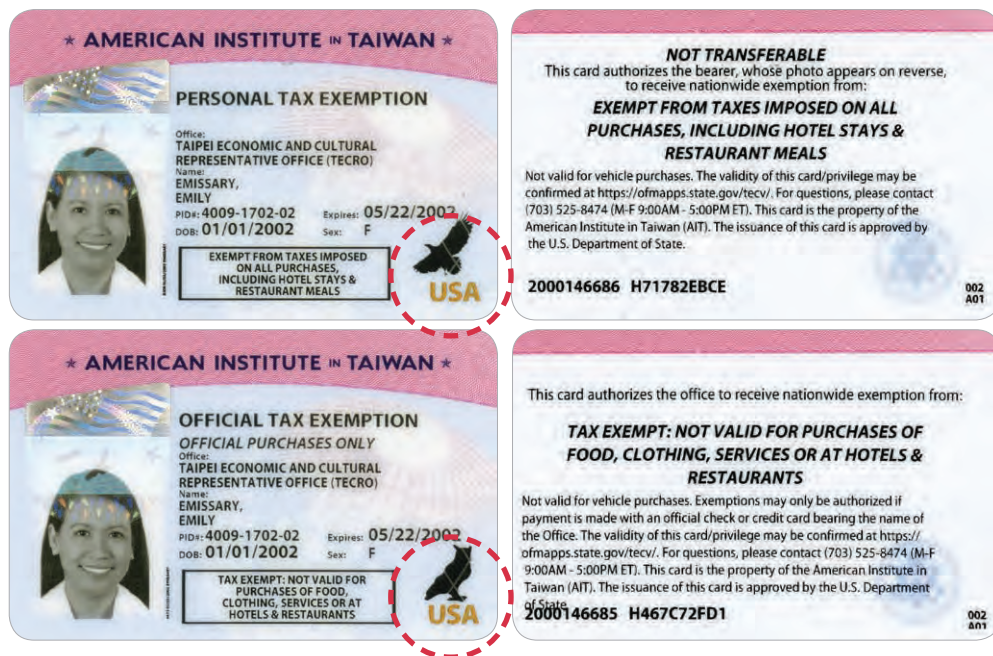 ★ AMERICAN INSTITUTE IN TAIWAN ★
PERSONAL TAX EXEMPTION
Office:
TAIPEI ECONOMIC AND CULTURAL
REPRESENTATIVE OFFICE (TECRO)
Name:
EMISSARY,
EMILY
PID#: 4009-1702-02 Expires: 05/22/2002
DOB: 01/01/2002 Sex: F
EXEMPT FROM TAXES IMPOSED
ON ALL PURCHASES,
INCLUDING HOTEL STAYS &
RESTAURANT MEALS
USA
NOT TRANSFERABLE
This card authorizes the bearer, whose photo appears on reverse,
to receive nationwide exemption from:
EXEMPT FROM TAXES IMPOSED ON ALL
PURCHASES, INCLUDING HOTEL STAYS &
RESTAURANT MEALS
Not valid for vehicle purchases. The validity of this card/privilege may be
confirmed at https://ofmapps.state.gov/tecv/. For questions, please contact
(703) 525-8474 (M-F 9:00AM - 5:00PM ET). This card is the property of the
American Institute in Taiwan (AIT). The issuance of this card is approved by
the U.S. Department of State.
2000146686 H71782EBCE
002
A01
★ AMERICAN INSTITUTE IN TAIWAN ★
OFFICIAL TAX EXEMPTION
OFFICIAL PURCHASES ONLY
Office:
TAIPEI ECONOMIC AND CULTURAL
REPRESENTATIVE OFFICE (TECRO)
Name:
EMISSARY,
EMILY
PID#: 4009-1702-02 Expires: 05/22/2002
DOB: 01/01/2002 Sex: F
TAX EXEMPT: NOT VALID FOR
PURCHASES OF FOOD,
CLOTHING, SERVICES OR AT
HOTELS & RESTAURANTS
USA
This card authorizes the office to receive nationwide exemption from:
TAX EXEMPT: NOT VALID FOR PURCHASES OF
FOOD, CLOTHING, SERVICES OR AT HOTELS &
RESTAURANTS
Not valid for vehicle purchases. Exemptions may only be authorized if
payment is made with an official check or credit card bearing the name of
the Office. The validity of this card/privilege may be confirmed at https://
ofmapps.state.gov/tecv/. For questions, please contact (703) 525-8474 (M-F
9:00AM - 5:00PM ET). This card is the property of the American Institute in
Taiwan (AIT). The issuance of this card is approved by the U.S. Department
of State
2000146685 H467C72FD1
002
A01